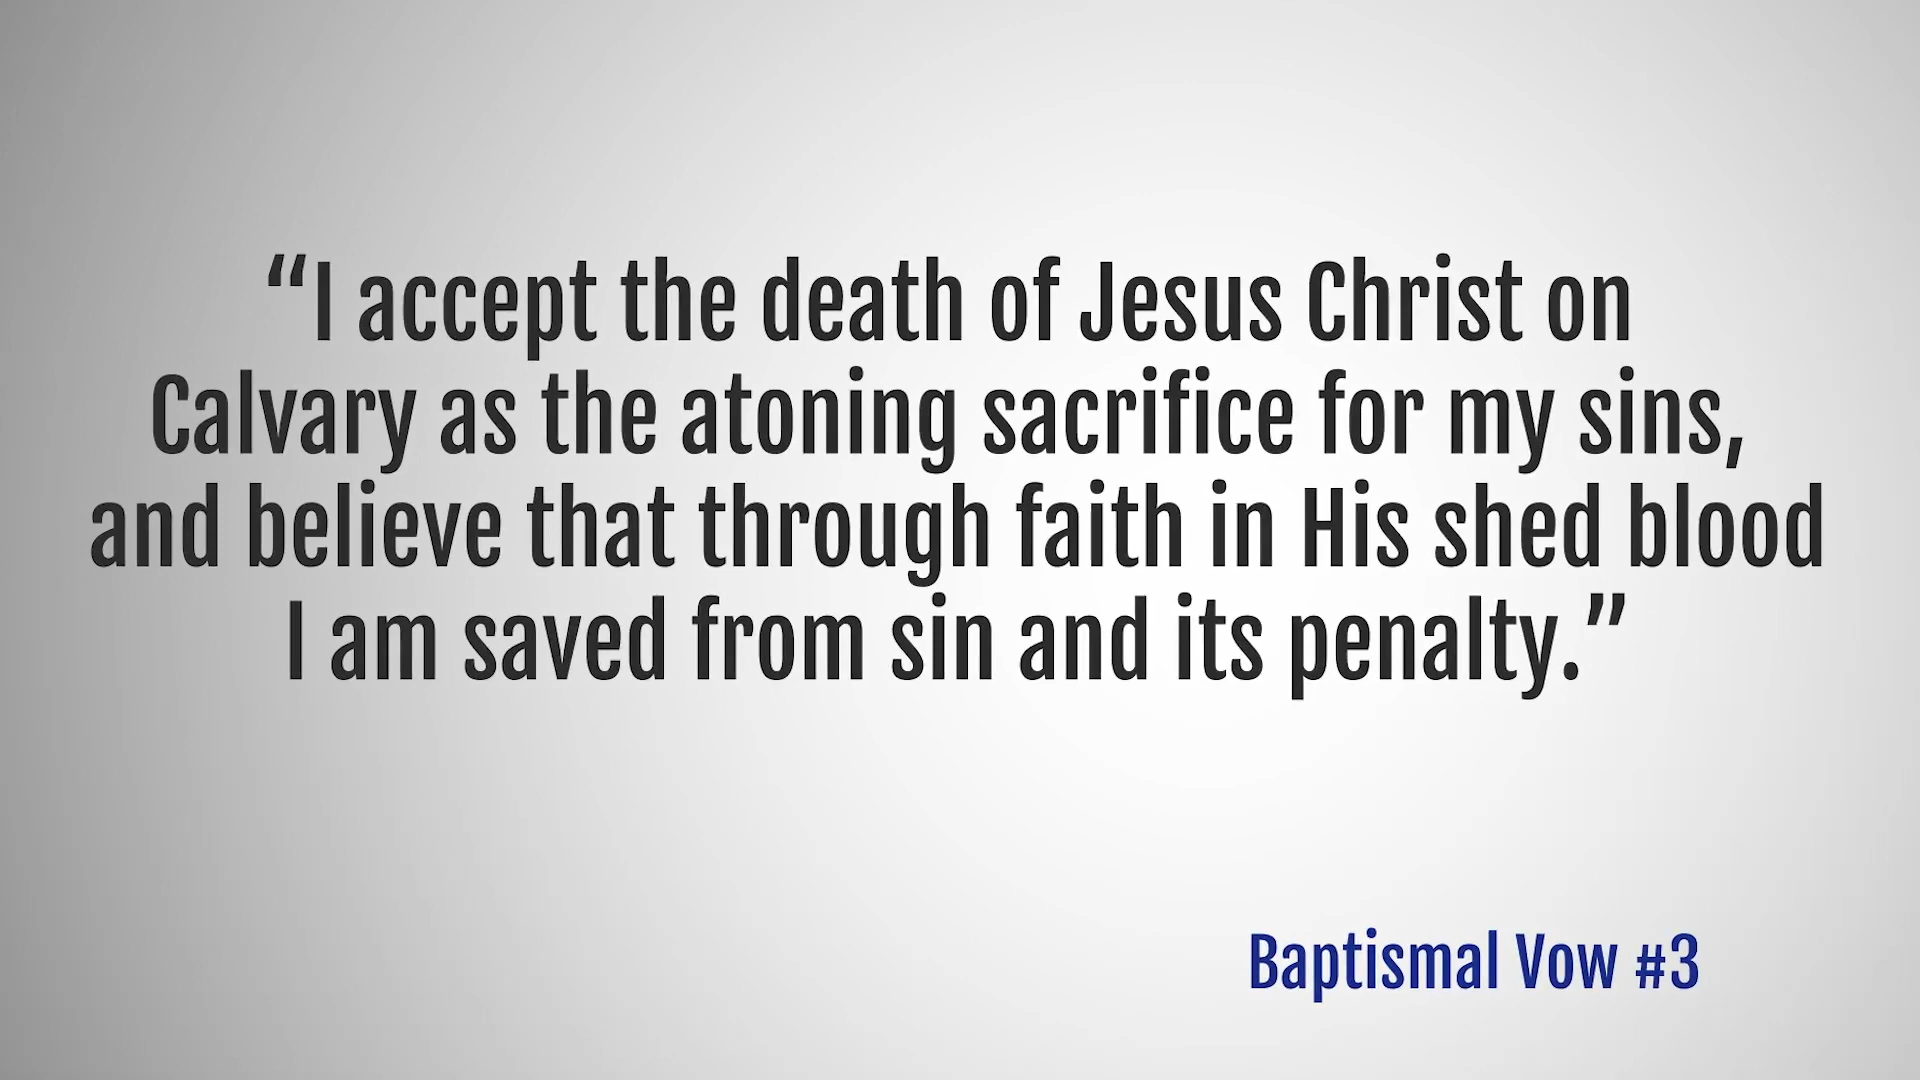 “I accept the death of Jesus Christ on
Calvary as the atoning sacrifice for my sins,
and believe that through faith in His shed blood
I am saved from sin and its penalty.”
Baptismal Vow #3